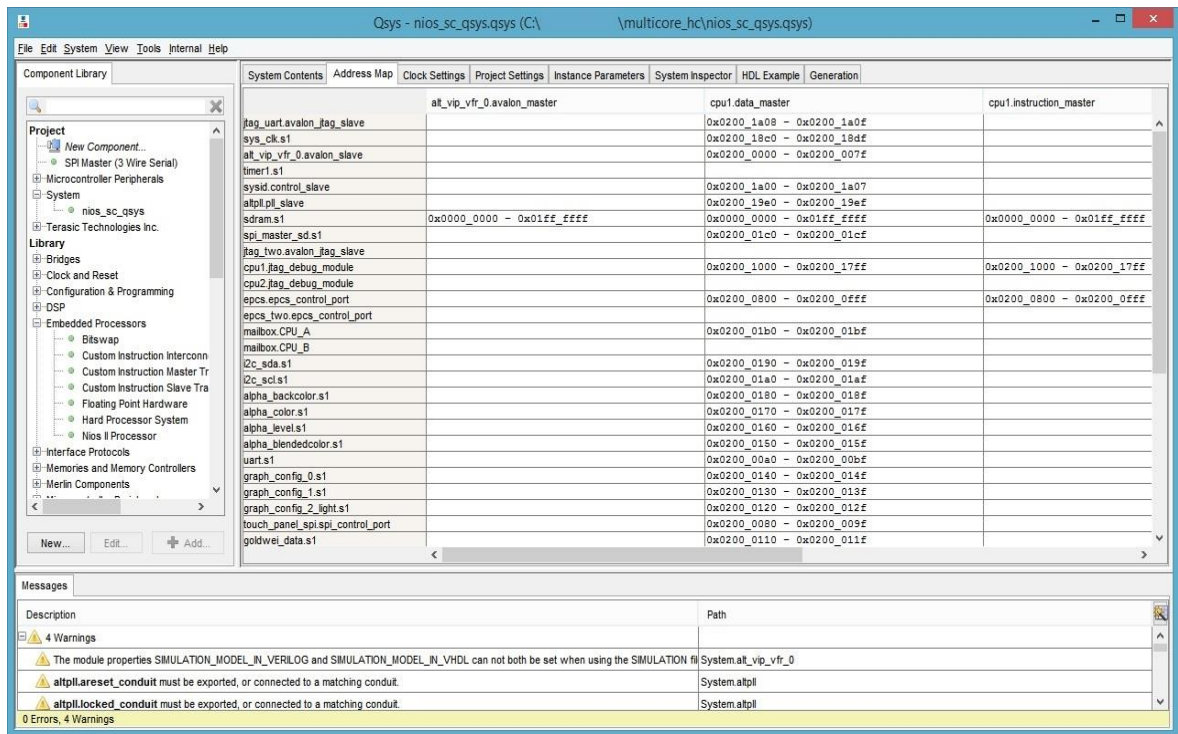 Qsys - nios_sc_qsys.qsys (C:\ \multicore_hc\nios_sc_qsys.qsys)
File Edit System View Tools Internal Help
Component Library
Project
New Component...
SPI Master (3 Wire Serial)
Microcontroller Peripherals
System
nios_sc_qsys
Terasic Technologies Inc.
Library
Bridges
Clock and Reset
Configuration & Programming
DSP
Embedded Processors
Bitswap
Custom Instruction Interconn
Custom Instruction Master Tr
Custom Instruction Slave Tra
Floating Point Hardware
Hard Processor System
Nios II Processor
Interface Protocols
Memories and Memory Controllers
Merlin Components
New... Edit... Add...
System Contents Address Map Clock Settings Project Settings Instance Parameters System Inspector HDL Example Generation
alt_vip_vfr_0.avalon_master cpu1.data_master cpu1.instruction_master
jtag_uart.avalon_jtag_slave 0x0200_1a08 - 0x0200_1a0f
sys_clk.s1 0x0200_18c0 - 0x0200_18df
alt_vip_vfr_0.avalon_slave 0x0200_0000 - 0x0200_007f
timer1.s1
sysid.control_slave 0x0200_1a00 - 0x0200_1a07
altpll.pll_slave 0x0200_19e0 - 0x0200_19ef
sdram.s1 0x0000_0000 - 0x01ff_ffff 0x0000_0000 - 0x01ff_ffff 0x0000_0000 - 0x01ff_ffff
spi_master_sd.s1 0x0200_01c0 - 0x0200_01cf
jtag_two.avalon_jtag_slave
cpu1.jtag_debug_module 0x0200_1000 - 0x0200_17ff 0x0200_1000 - 0x0200_17ff
cpu2.jtag_debug_module
epcs.epcs_control_port 0x0200_0800 - 0x0200_0fff 0x0200_0800 - 0x0200_0fff
epcs_two.epcs_control_port
mailbox.CPU_A 0x0200_01b0 - 0x0200_01bf
mailbox.CPU_B
i2c_sda.s1 0x0200_0190 - 0x0200_019f
i2c_scl.s1 0x0200_01a0 - 0x0200_01af
alpha_backcolor.s1 0x0200_0180 - 0x0200_018f
alpha_color.s1 0x0200_0170 - 0x0200_017f
alpha_level.s1 0x0200_0160 - 0x0200_016f
alpha_blendedcolor.s1 0x0200_0150 - 0x0200_015f
uart.s1 0x0200_00a0 - 0x0200_00bf
graph_config_0.s1 0x0200_0140 - 0x0200_014f
graph_config_1.s1 0x0200_0130 - 0x0200_013f
graph_config_2_light.s1 0x0200_0120 - 0x0200_012f
touch_panel_spi.spi_control_port 0x0200_0080 - 0x0200_009f
goldwei_data.s1 0x0200_0110 - 0x0200_011f
Messages
Description Path
4 Warnings
The module properties SIMULATION_MODEL_IN_VERILOG and SIMULATION_MODEL_IN_VHDL can not both be set when using the SIMULATION fil System.alt_vip_vfr_0
altpll.areset_conduit must be exported, or connected to a matching conduit. System.altpll
altpll.locked_conduit must be exported, or connected to a matching conduit. System.altpll
0 Errors, 4 Warnings